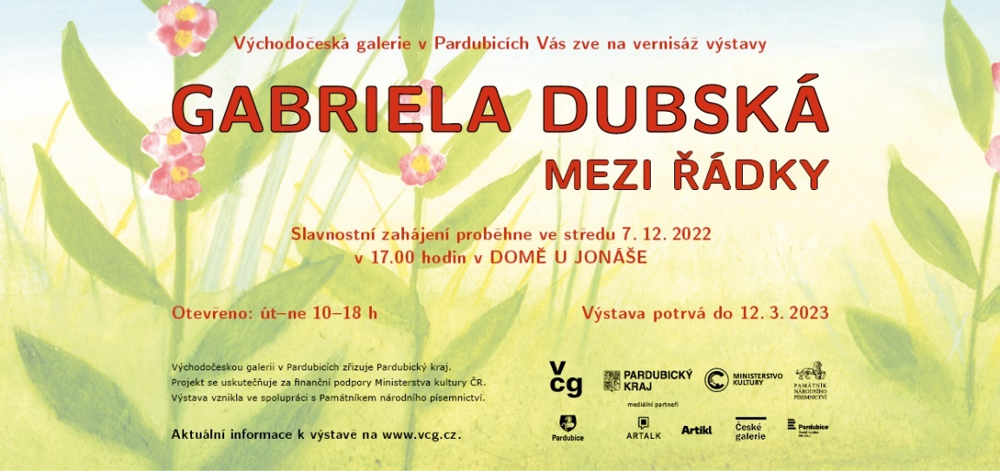 Východočeská galerie v Pardubicích Vás zve na vernisáž výstavy
GABRIELA DUBSKÁ
MEZI ŘÁDKY
Slavnostní zahájení proběhne ve středu 7. 12. 2022
v 17.00 hodin v DOMĚ U JONÁŠE
Otevřeno: út–ne 10–18 h
Výstava potrvá do 12. 3. 2023
Východočeskou galerii v Pardubicích zřizuje Pardubický kraj.
Projekt se uskutečňuje za finanční podpory Ministerstva kultury ČR.
Výstava vznikla ve spolupráci s Památníkem národního písemnictví.
Aktuální informace k výstavě na www.vcg.cz.
v
cg
PARDUBICKÝ
KRAJ
MINISTERSTVO
KULTURY
PAMÁTNÍK
NÁRODNÍHO
PÍSEMNICTVÍ
mediální partneři
Pardubice
ARTALK
Artikl
České
galerie
Pardubice